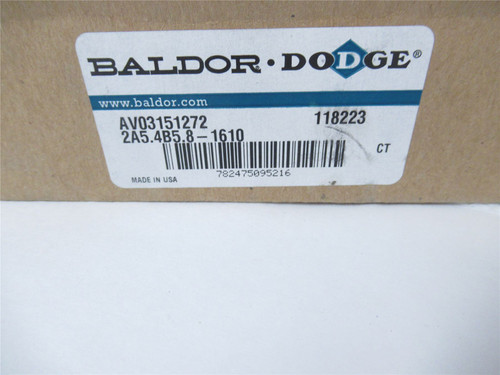 BALDOR · DODGE®
www.baldor.com
AV03151272 118223
2A5.4B5.8-1610
CT
MADE IN USA
782475095216